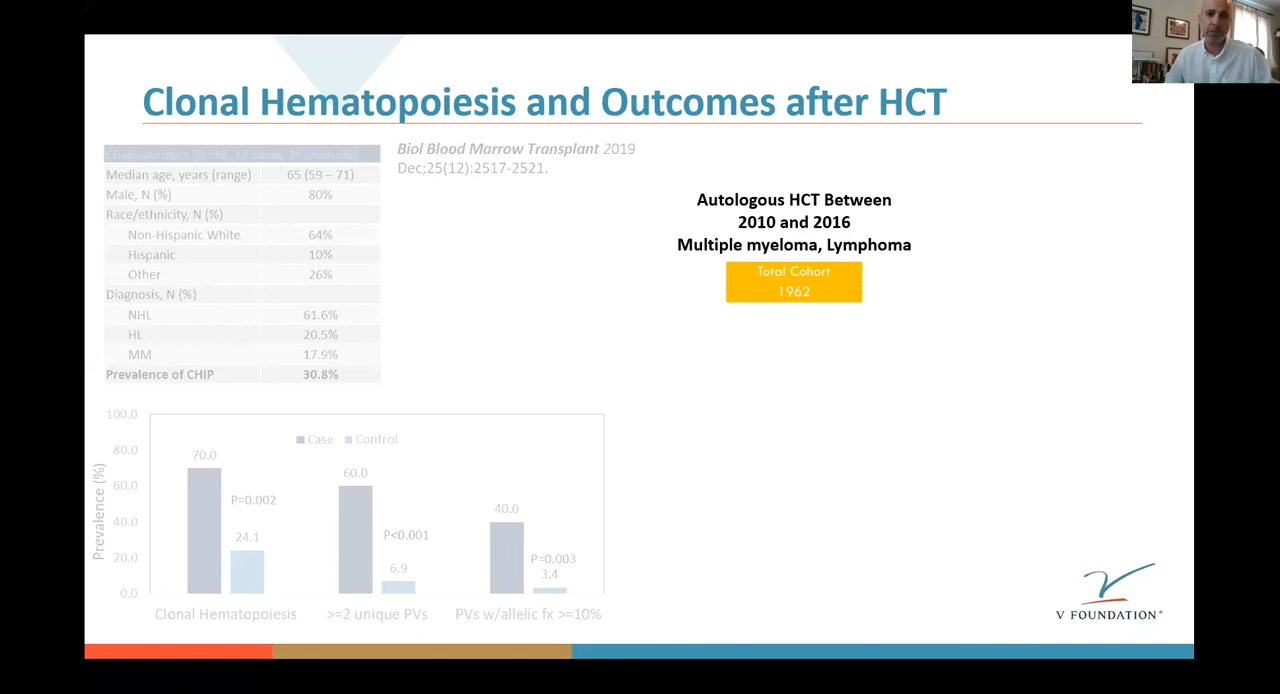 Clonal Hematopoiesis and Outcomes after HCT
Biol Blood Marrow Transplant 2019
Dec;25(12):2517-2521.
Median age, years (range) 65 (59 – 71)
Male, N (%) 80%
Race/ethnicity, N (%)
Non-Hispanic White 64%
Hispanic 10%
Other 26%
Diagnosis, N (%)
NHL 61.6%
HL 20.5%
MM 17.9%
Prevalence of CHIP 30.8%
Autologous HCT Between
2010 and 2016
Multiple myeloma, Lymphoma
Total Cohort
1962
Prevalence (%)
100.0
80.0
60.0
40.0
20.0
0.0
Case Control
70.0
P=0.002
24.1
60.0
P<0.001
6.9
40.0
P=0.003
3.4
Clonal Hematopoiesis >=2 unique PVs PVs w/allelic fx >=10%
V FOUNDATION®